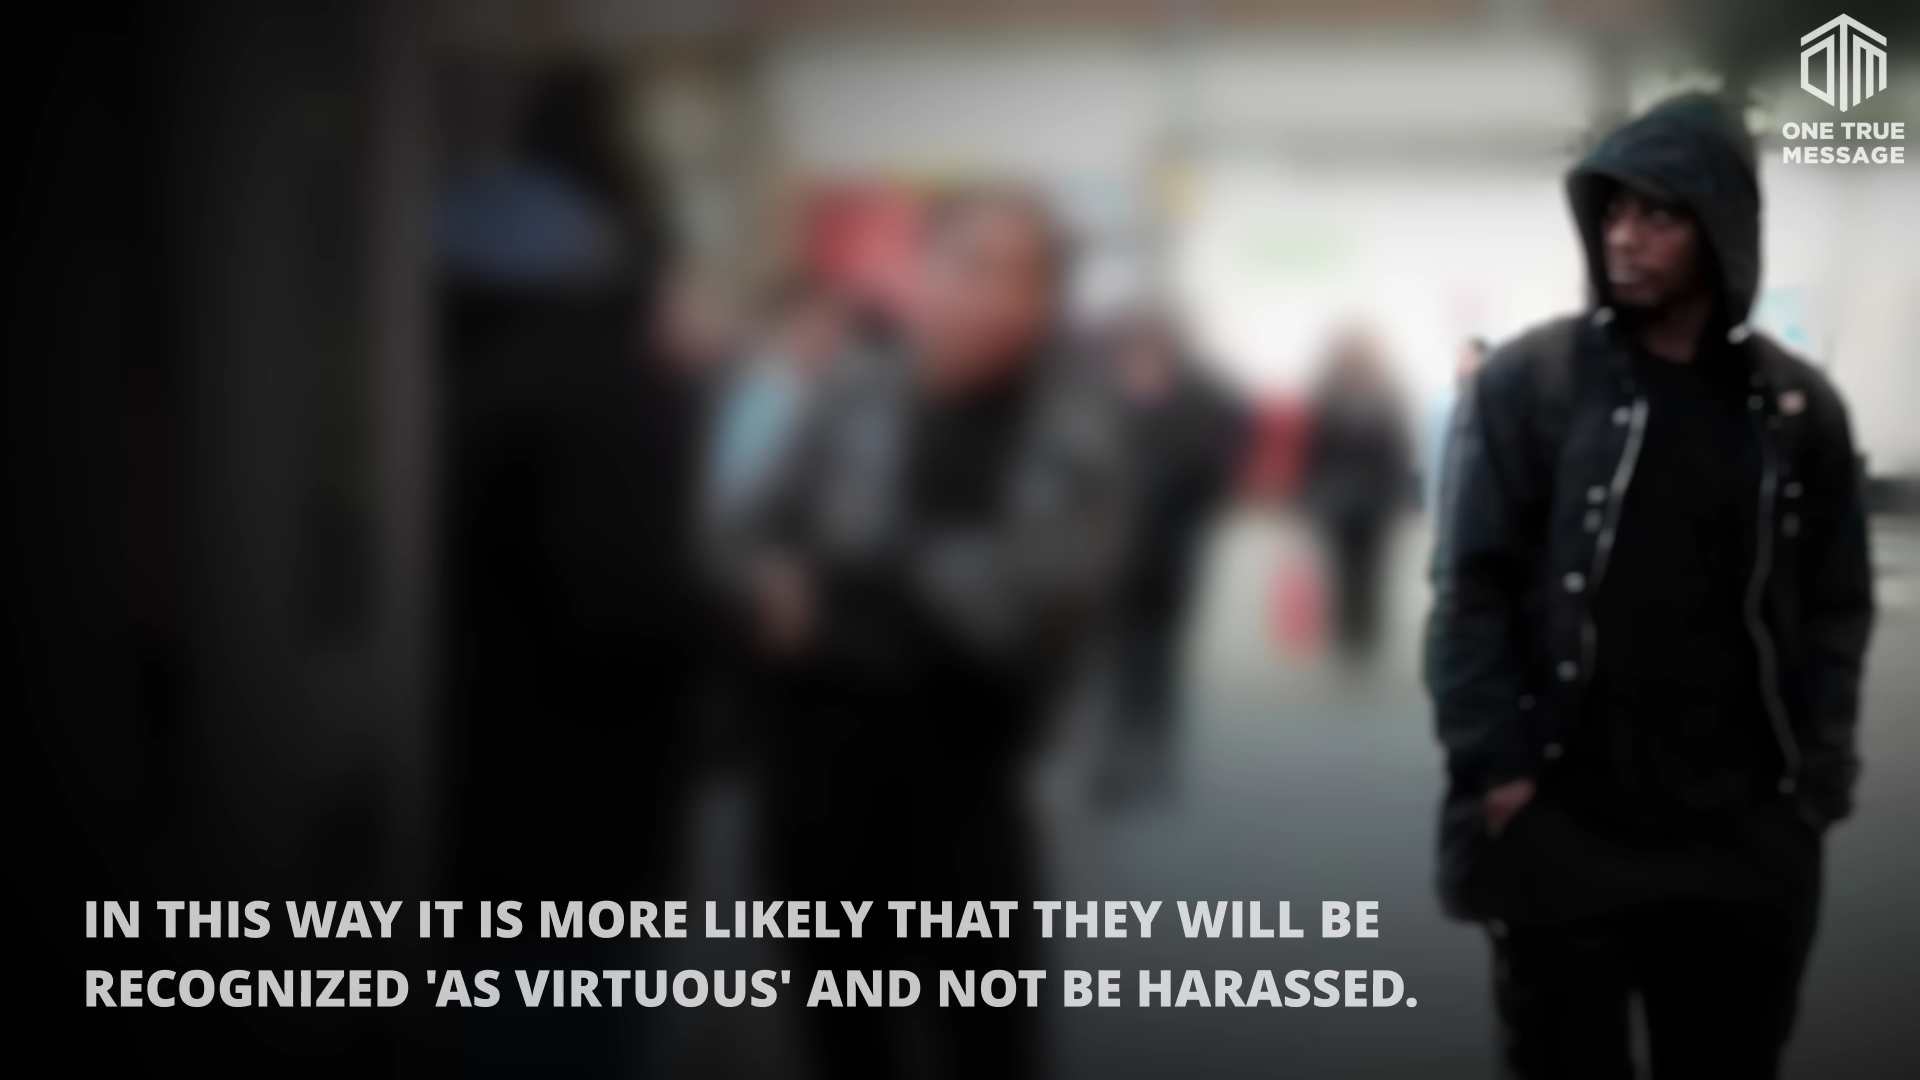 ONE TRUE
MESSAGE
IN THIS WAY IT IS MORE LIKELY THAT THEY WILL BE
RECOGNIZED 'AS VIRTUOUS' AND NOT BE HARASSED.